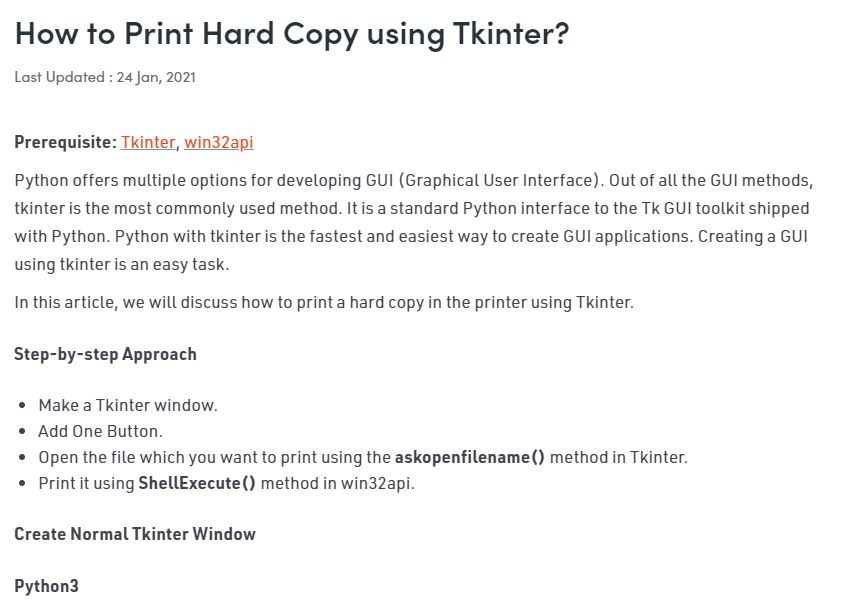 How to Print Hard Copy using Tkinter?
Last Updated : 24 Jan, 2021
Prerequisite: Tkinter, win32api
Python offers multiple options for developing GUI (Graphical User Interface). Out of all the GUI methods,
tkinter is the most commonly used method. It is a standard Python interface to the Tk GUI toolkit shipped
with Python. Python with tkinter is the fastest and easiest way to create GUI applications. Creating a GUI
using tkinter is an easy task.
In this article, we will discuss how to print a hard copy in the printer using Tkinter.
Step-by-step Approach
• Make a Tkinter window.
• Add One Button.
• Open the file which you want to print using the askopenfilename() method in Tkinter.
• Print it using ShellExecute() method in win32api.
Create Normal Tkinter Window
Python3